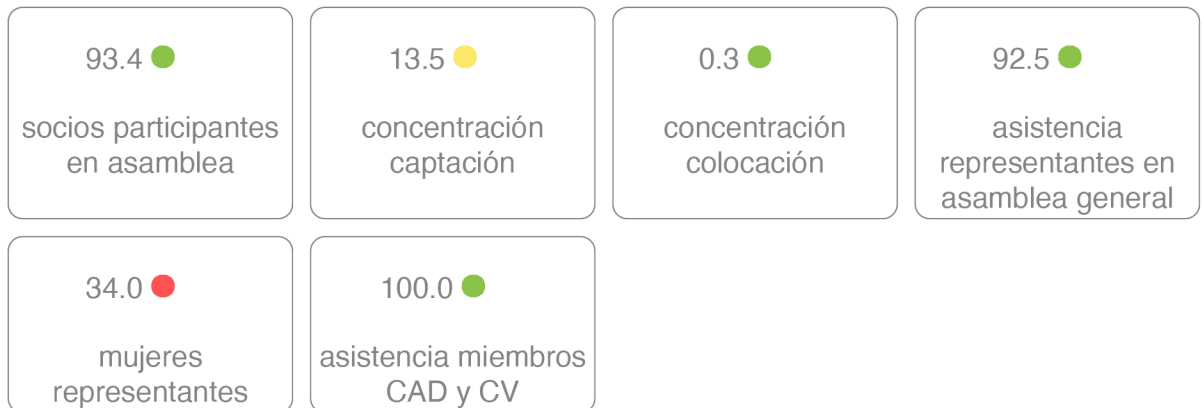 93.4
socios participantes
en asamblea
13.5
concentración
captación
0.3
concentración
colocación
92.5
asistencia
representantes en
asamblea general
34.0
mujeres
representantes
100.0
asistencia miembros
CAD y CV